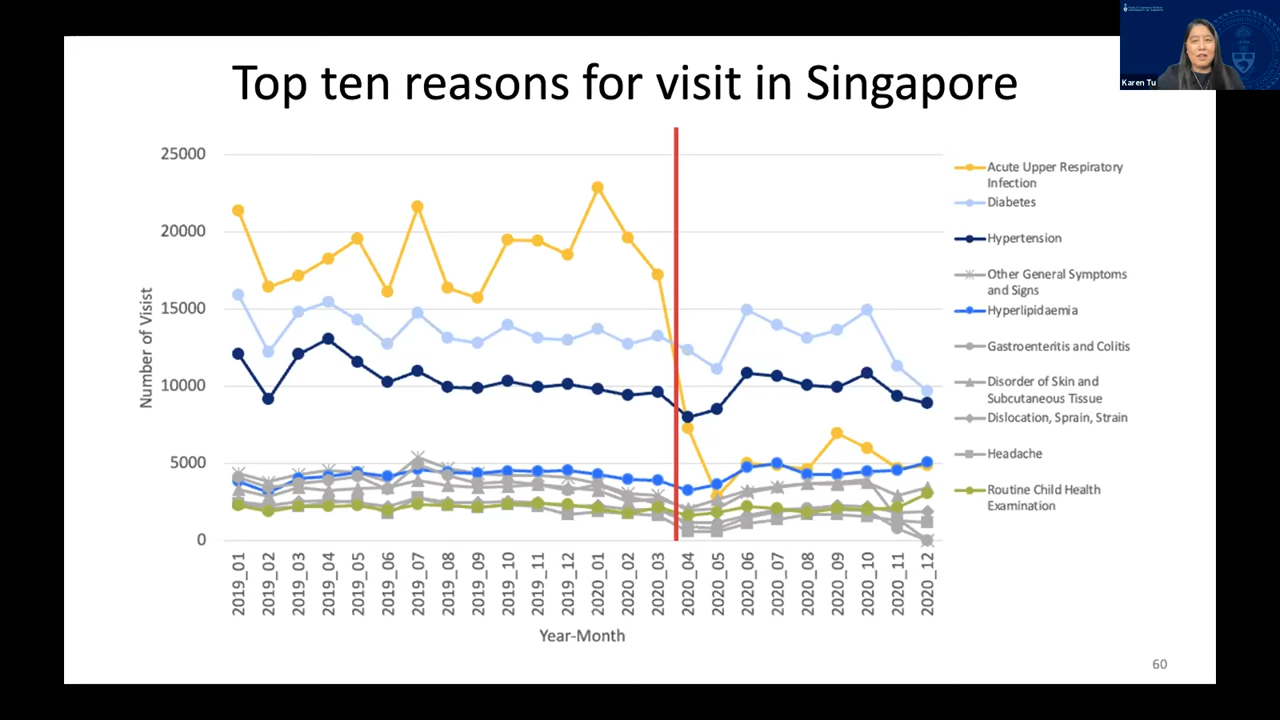 Top ten reasons for visit in Singapore
Karen Tu
25000
20000
15000
10000
5000
0
Number of Visist
2019_01
2019_02
2019_03
2019_04
2019_05
2019_06
2019_07
2019_08
2019_09
2019_10
2019_11
2019_12
2020_01
2020_02
2020_03
2020_04
2020_05
2020_06
2020_07
2020_08
2020_09
2020_10
2020_11
2020_12
Year-Month
Acute Upper Respiratory
Infection
Diabetes
Hypertension
Other General Symptoms
and Signs
Hyperlipidaemia
Gastroenteritis and Colitis
Disorder of Skin and
Subcutaneous Tissue
Dislocation, Sprain, Strain
Headache
Routine Child Health
Examination
60